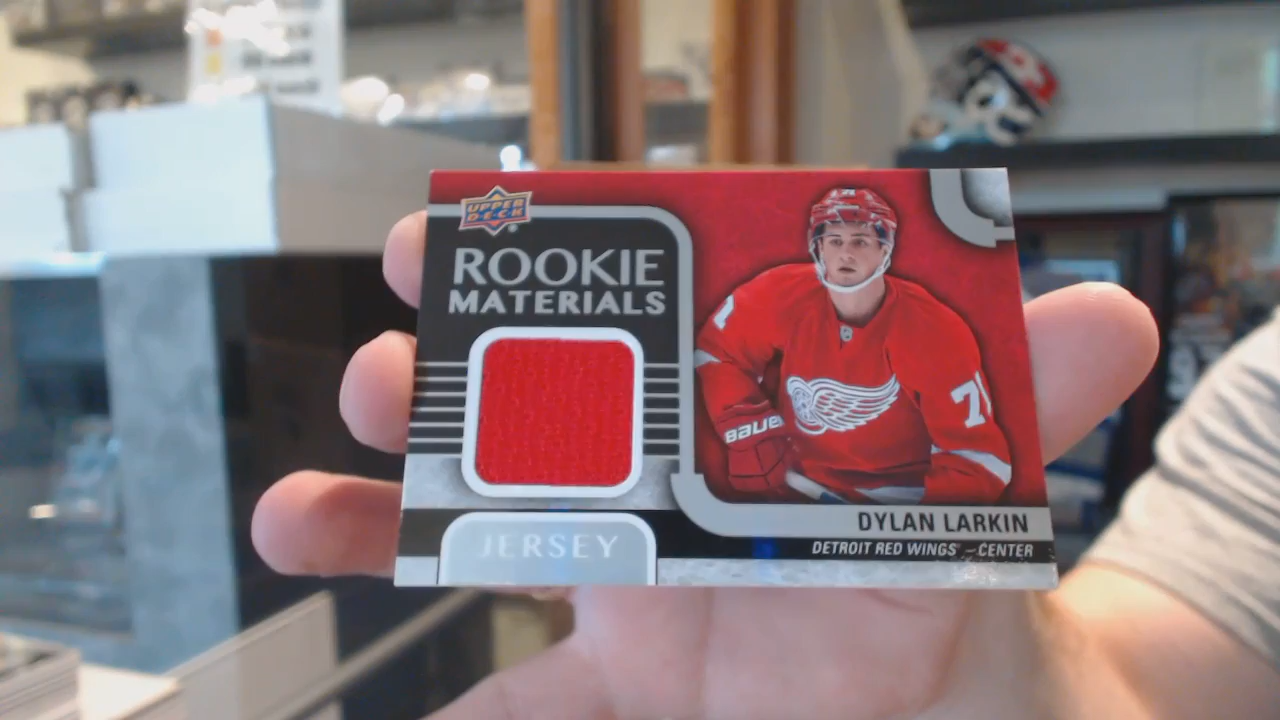 UPPER
DECK
ROOKIE
MATERIALS
JERSEY
71
BAUER
DYLAN LARKIN
DETROIT RED WINGS - CENTER